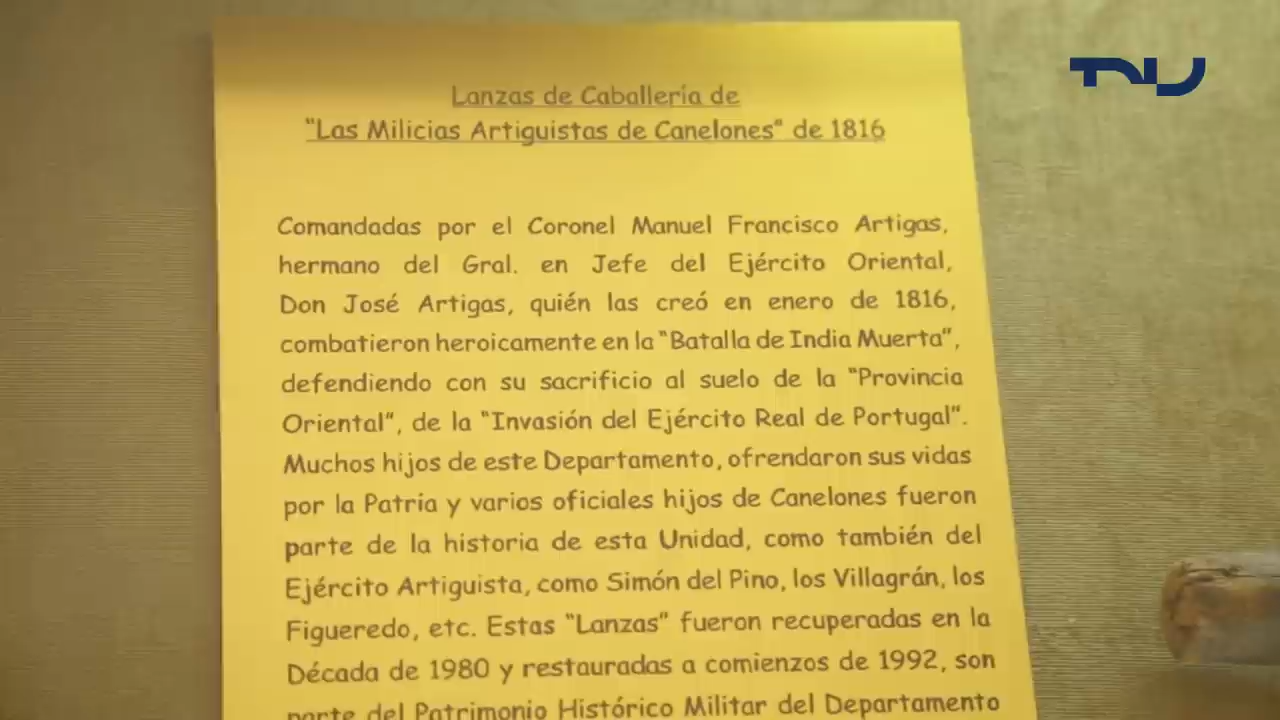 TNU
Lanzas de Caballería de
"Las Milicias Artiguistas de Canelones" de 1816
Comandadas por el Coronel Manuel Francisco Artigas,
hermano del Gral. en Jefe del Ejército Oriental,
Don José Artigas, quién las creó en enero de 1816,
combatieron heroicamente en la "Batalla de India Muerta",
defendiendo con su sacrificio al suelo de la "Provincia
Oriental", de la "Invasión del Ejército Real de Portugal".
Muchos hijos de este Departamento, ofrendaron sus vidas
por la Patria y varios oficiales hijos de Canelones fueron
parte de la historia de esta Unidad, como también del
Ejército Artiguista, como Simón del Pino, los Villagrán, los
Figueredo, etc. Estas "Lanzas" fueron recuperadas en la
Década de 1980 y restauradas a comienzos de 1992, son
parte del Patrimonio Histórico Militar del Departamento